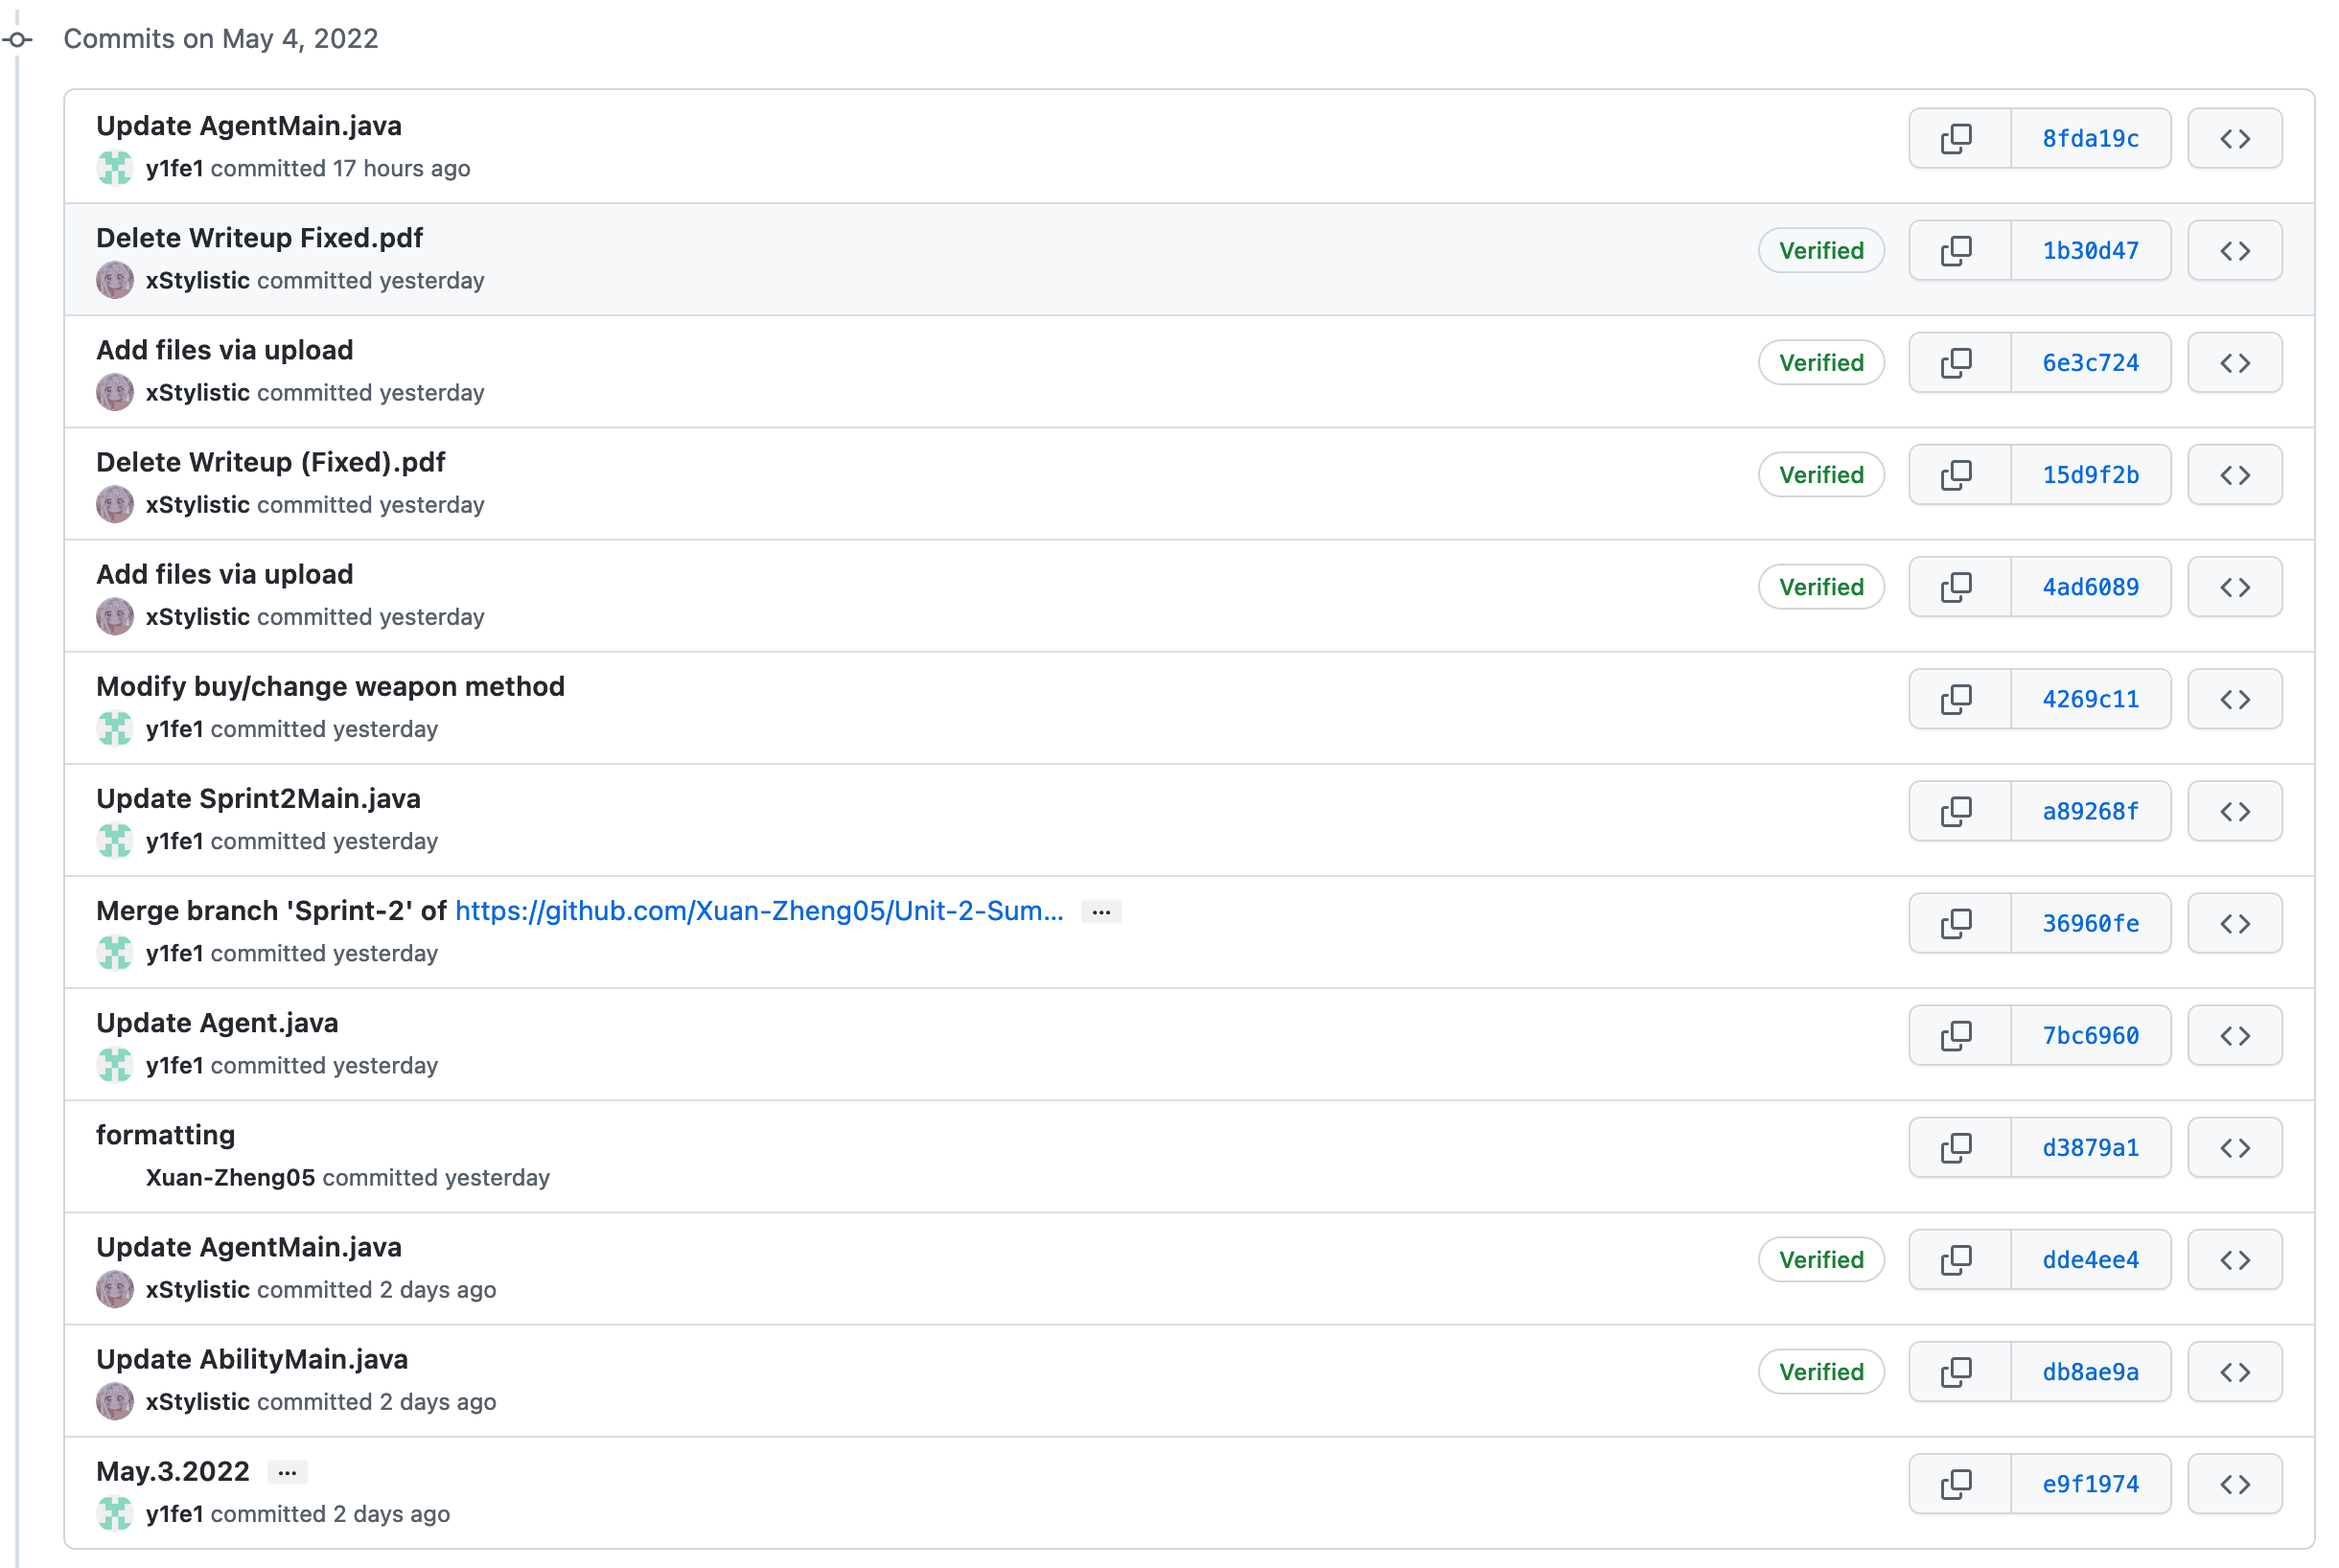 Commits on May 4, 2022
Update AgentMain.java
y1fe1 committed 17 hours ago
8fda19c
Delete Writeup Fixed.pdf
xStylistic committed yesterday
Verified
1b30d47
Add files via upload
xStylistic committed yesterday
Verified
6e3c724
Delete Writeup (Fixed).pdf
xStylistic committed yesterday
Verified
15d9f2b
Add files via upload
xStylistic committed yesterday
Verified
4ad6089
Modify buy/change weapon method
y1fe1 committed yesterday
4269c11
Update Sprint2Main.java
y1fe1 committed yesterday
a89268f
Merge branch 'Sprint-2' of https://github.com/Xuan-Zheng05/Unit-2-Sum... ...
y1fe1 committed yesterday
36960fe
Update Agent.java
y1fe1 committed yesterday
7bc6960
formatting
Xuan-Zheng05 committed yesterday
d3879a1
Update AgentMain.java
xStylistic committed 2 days ago
Verified
dde4ee4
Update AbilityMain.java
xStylistic committed 2 days ago
Verified
db8ae9a
May.3.2022 ...
y1fe1 committed 2 days ago
e9f1974